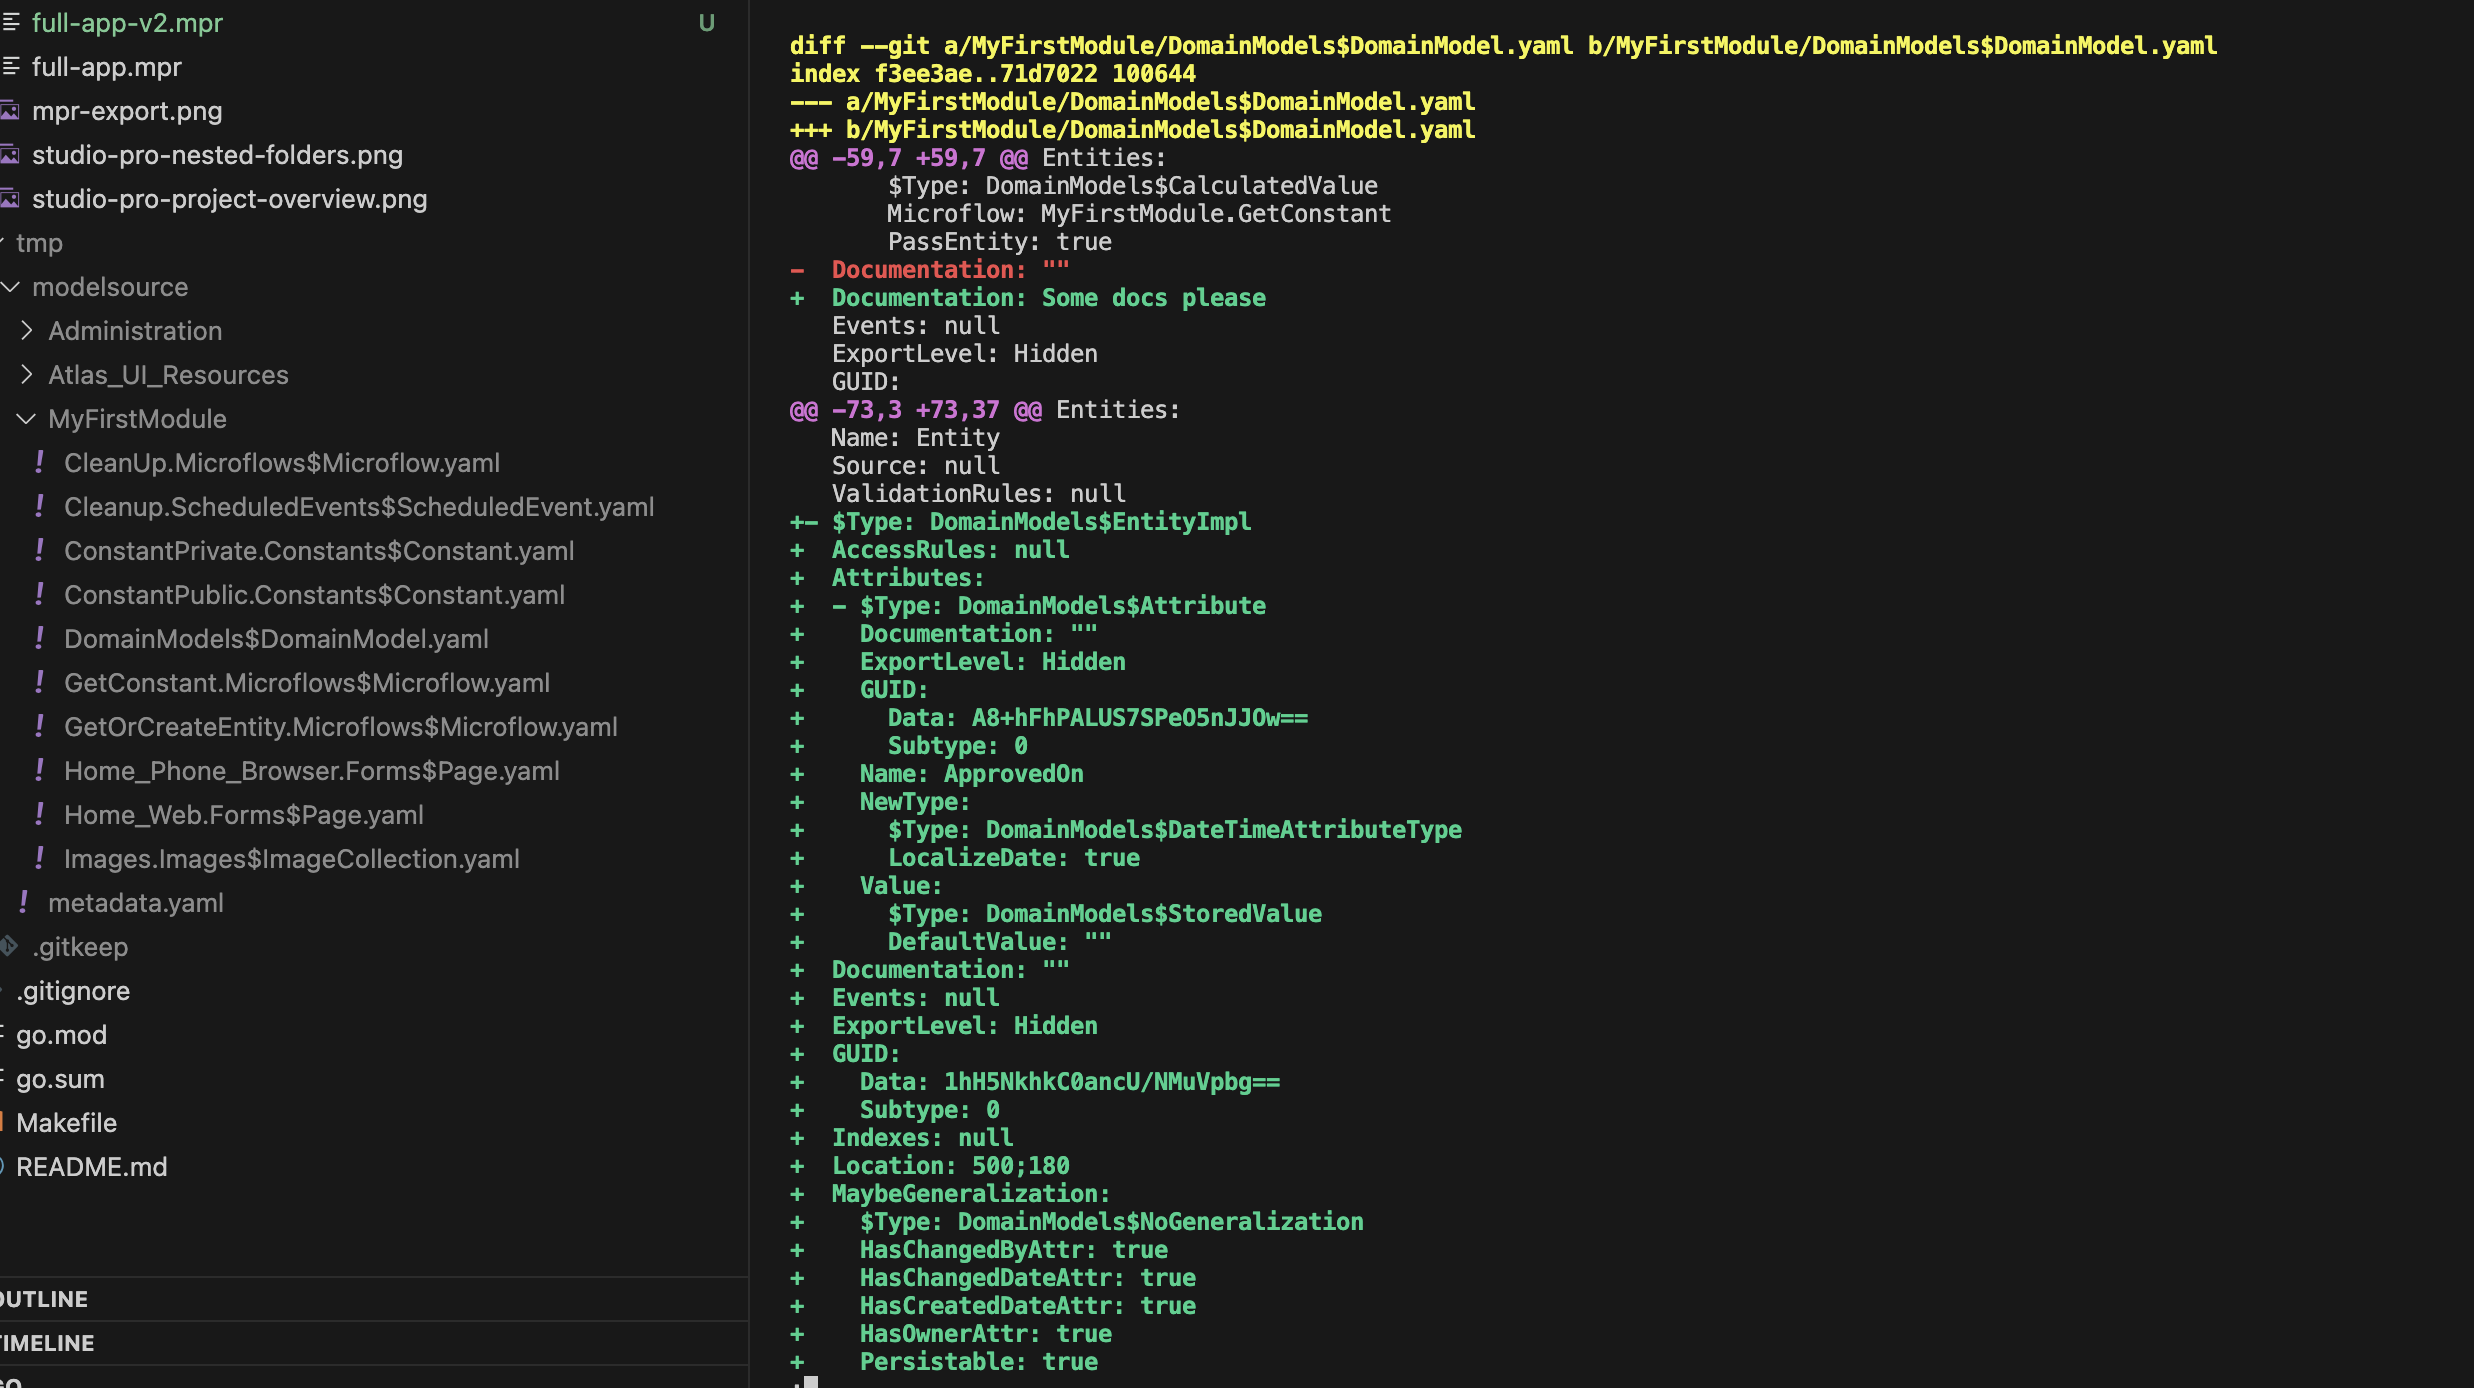 full-app-v2.mpr U
full-app.mpr
mpr-export.png
studio-pro-nested-folders.png
studio-pro-project-overview.png
tmp
modelsource
Administration
Atlas_UI_Resources
MyFirstModule
! CleanUp.Microflows$Microflow.yaml
! Cleanup.ScheduledEvents$ScheduledEvent.yaml
! ConstantPrivate.Constants$Constant.yaml
! ConstantPublic.Constants$Constant.yaml
! DomainModels$DomainModel.yaml
! GetConstant.Microflows$Microflow.yaml
! GetOrCreateEntity.Microflows$Microflow.yaml
! Home_Phone_Browser.Forms$Page.yaml
! Home_Web.Forms$Page.yaml
! Images.Images$ImageCollection.yaml
! metadata.yaml
.gitkeep
.gitignore
go.mod
go.sum
Makefile
README.md
OUTLINE
TIMELINE
GO
diff --git a/MyFirstModule/DomainModels$DomainModel.yaml b/MyFirstModule/DomainModels$DomainModel.yaml
index f3ee3ae..71d7022 100644
--- a/MyFirstModule/DomainModels$DomainModel.yaml
+++ b/MyFirstModule/DomainModels$DomainModel.yaml
@@ -59,7 +59,7 @@ Entities:
       $Type: DomainModels$CalculatedValue
       Microflow: MyFirstModule.GetConstant
       PassEntity: true
-  Documentation: ""
+  Documentation: Some docs please
   Events: null
   ExportLevel: Hidden
   GUID:
@@ -73,3 +73,37 @@ Entities:
   Name: Entity
   Source: null
   ValidationRules: null
+- $Type: DomainModels$EntityImpl
+  AccessRules: null
+  Attributes:
+  - $Type: DomainModels$Attribute
+    Documentation: ""
+    ExportLevel: Hidden
+    GUID:
+      Data: A8+hFhPALUS7SPeO5nJJOw==
+      Subtype: 0
+    Name: ApprovedOn
+    NewType:
+      $Type: DomainModels$DateTimeAttributeType
+      LocalizeDate: true
+    Value:
+      $Type: DomainModels$StoredValue
+      DefaultValue: ""
+  Documentation: ""
+  Events: null
+  ExportLevel: Hidden
+  GUID:
+    Data: 1hH5NkhkC0ancU/NMuVpbg==
+    Subtype: 0
+  Indexes: null
+  Location: 500;180
+  MaybeGeneralization:
+    $Type: DomainModels$NoGeneralization
+    HasChangedByAttr: true
+    HasChangedDateAttr: true
+    HasCreatedDateAttr: true
+    HasOwnerAttr: true
+    Persistable: true
: